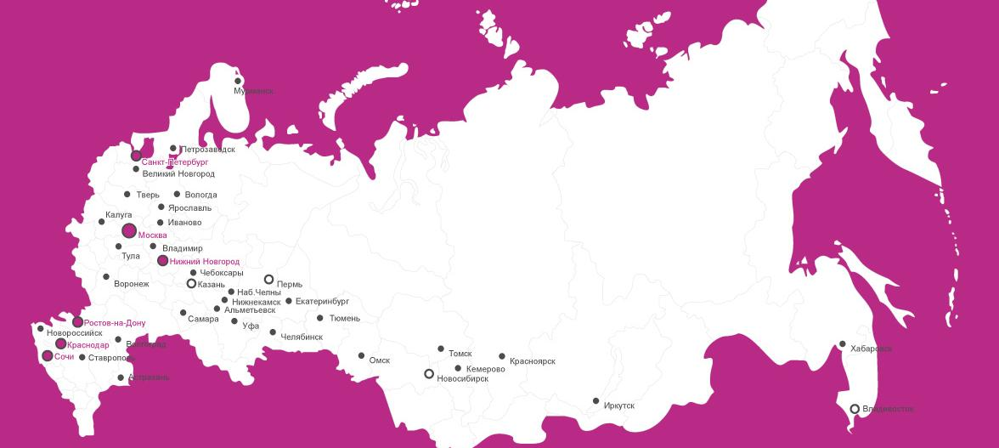 Мурманск
Петрозаводск
Санкт-Петербург
Великий Новгород
Тверь
Вологда
Ярославль
Калуга
Иваново
Москва
Владимир
Тула
Нижний Новгород
Чебоксары
Воронеж
Казань
Пермь
Наб.Челны
Нижнекамск
Екатеринбург
Альметьевск
Самара
Тюмень
Ростов-на-Дону
Уфа
Новороссийск
Челябинск
Краснодар
Волгоград
Хабаровск
Томск
Сочи
Ставрополь
Омск
Красноярск
Кемерово
Астрахань
Новосибирск
Иркутск
Владивосток